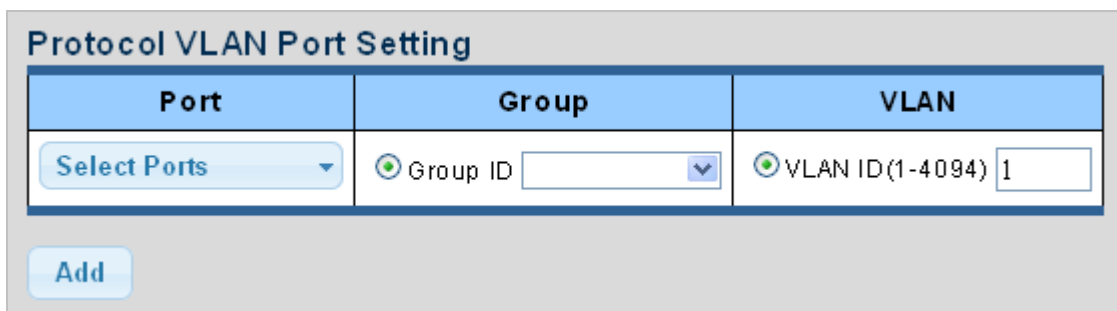 Protocol VLAN Port Setting
Port Group VLAN
Select Ports Group ID VLAN ID(1-4094) 1
Add